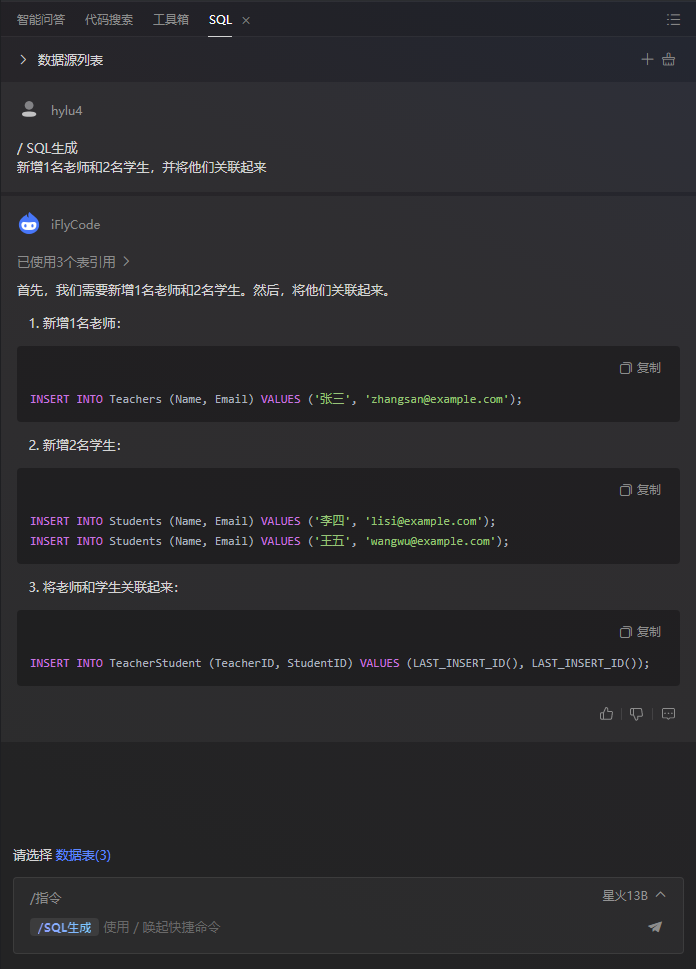 智能问答 代码搜索 工具箱 SQL
数据源列表
hylu4
/ SQL生成
新增1名老师和2名学生，并将他们关联起来
iFlyCode
已使用3个表引用
首先，我们需要新增1名老师和2名学生。然后，将他们关联起来。
1. 新增1名老师：
复制
INSERT INTO Teachers (Name, Email) VALUES ('张三', 'zhangsan@example.com');
2. 新增2名学生：
复制
INSERT INTO Students (Name, Email) VALUES ('李四', 'lisi@example.com');
INSERT INTO Students (Name, Email) VALUES ('王五', 'wangwu@example.com');
3. 将老师和学生关联起来：
复制
INSERT INTO TeacherStudent (TeacherID, StudentID) VALUES (LAST_INSERT_ID(), LAST_INSERT_ID());
请选择 数据表(3)
/指令 星火13B
/SQL生成 使用 / 唤起快捷命令